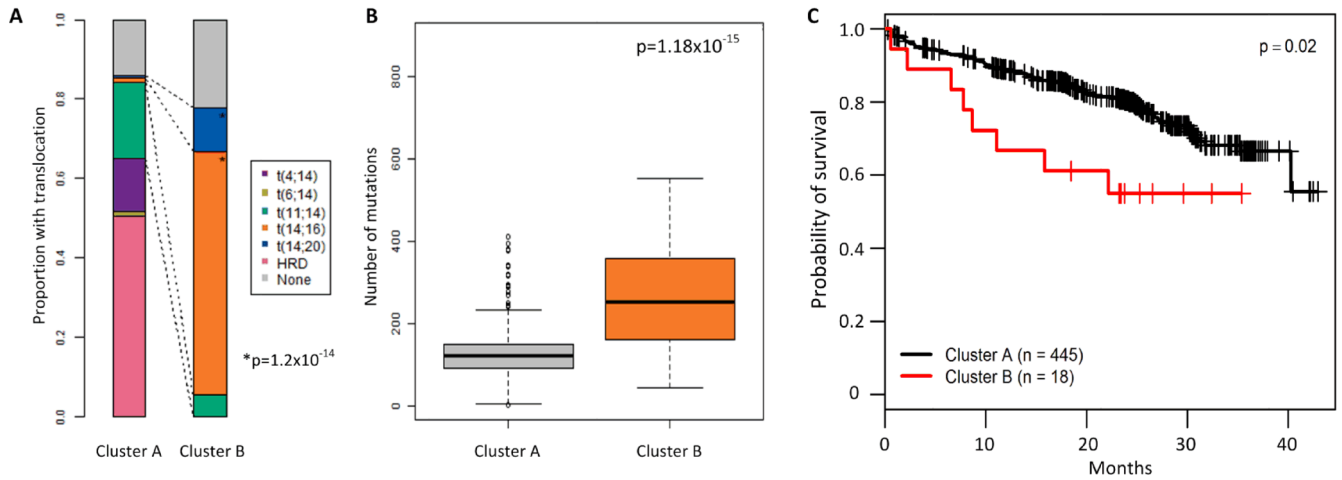 A
Proportion with translocation
1.0
0.8
0.6
0.4
0.2
0.0
*
*
t(4;14)
t(6;14)
t(11;14)
t(14;16)
t(14;20)
HRD
None
*p=1.2x10-14
Cluster A Cluster B
B
Number of mutations
800
600
400
200
0
p=1.18x10-15
Cluster A Cluster B
C
Probability of survival
1.0
0.8
0.6
0.4
0.2
0
p = 0.02
Cluster A (n = 445)
Cluster B (n = 18)
0 10 20 30 40
Months